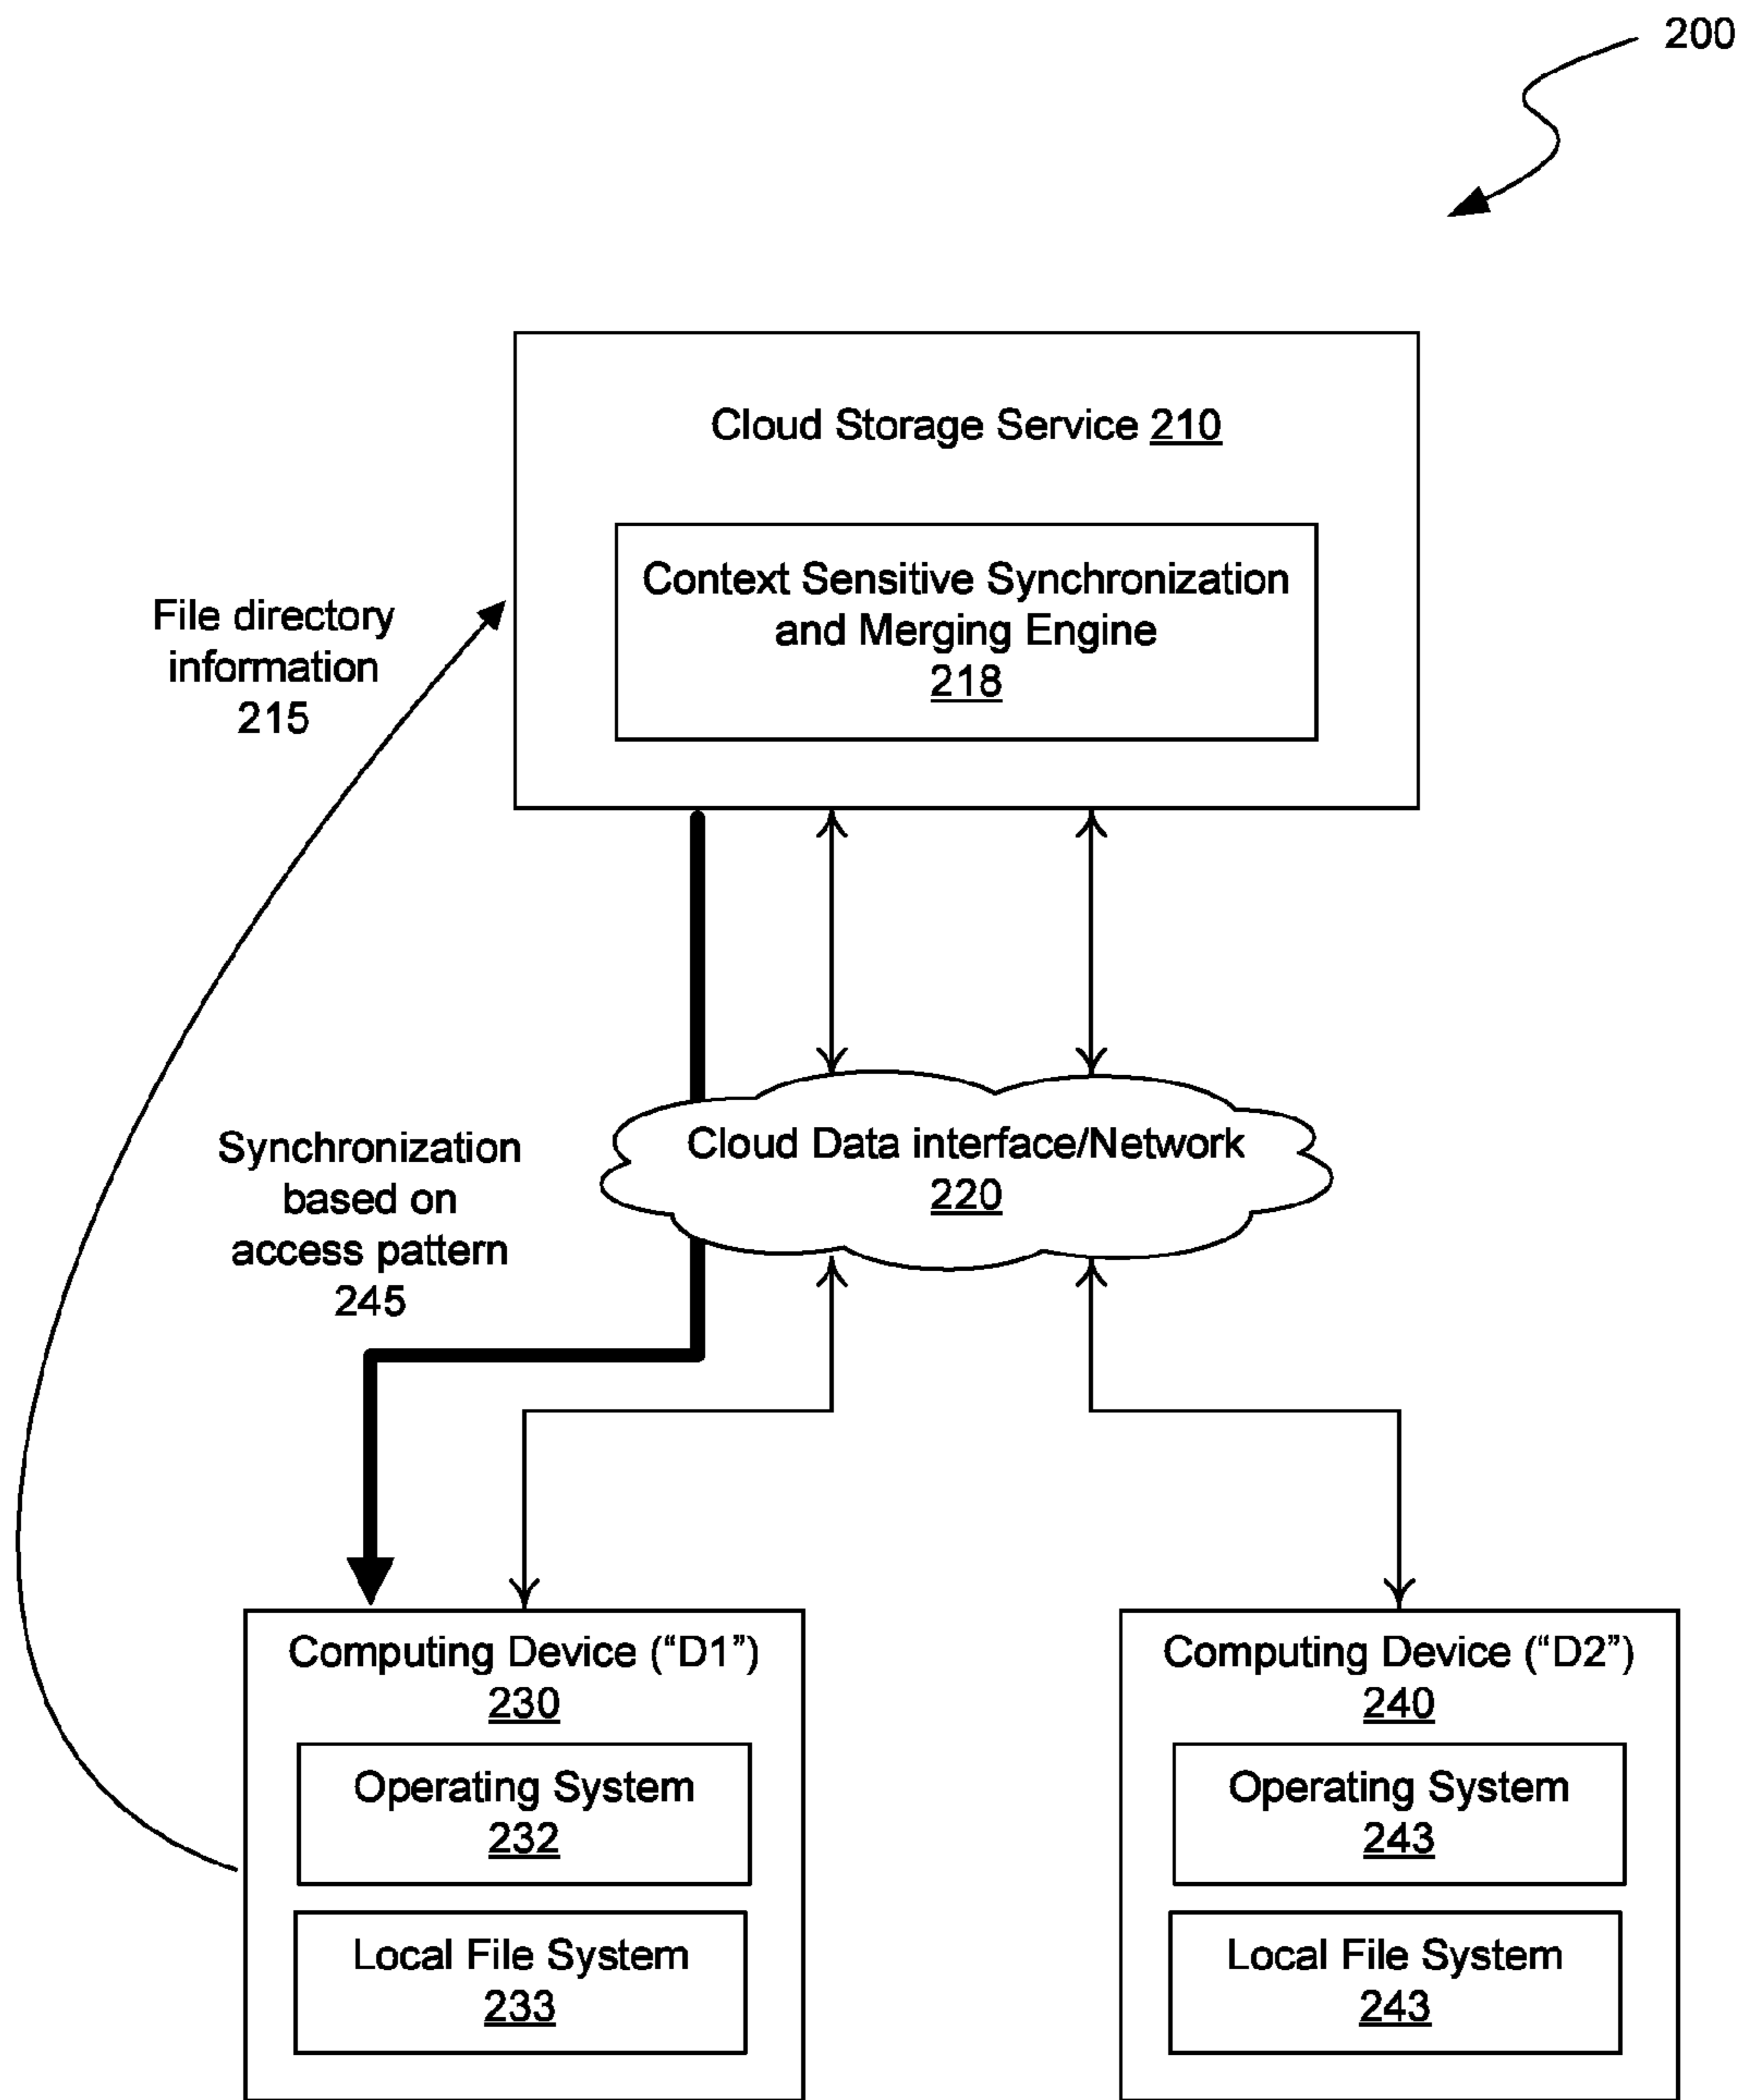 200
Cloud Storage Service 210
Context Sensitive Synchronization
and Merging Engine
218
File directory
information
215
Cloud Data interface/Network
220
Synchronization
based on
access pattern
245
Computing Device (“D1”)
230
Operating System
232
Local File System
233
Computing Device (“D2”)
240
Operating System
243
Local File System
243